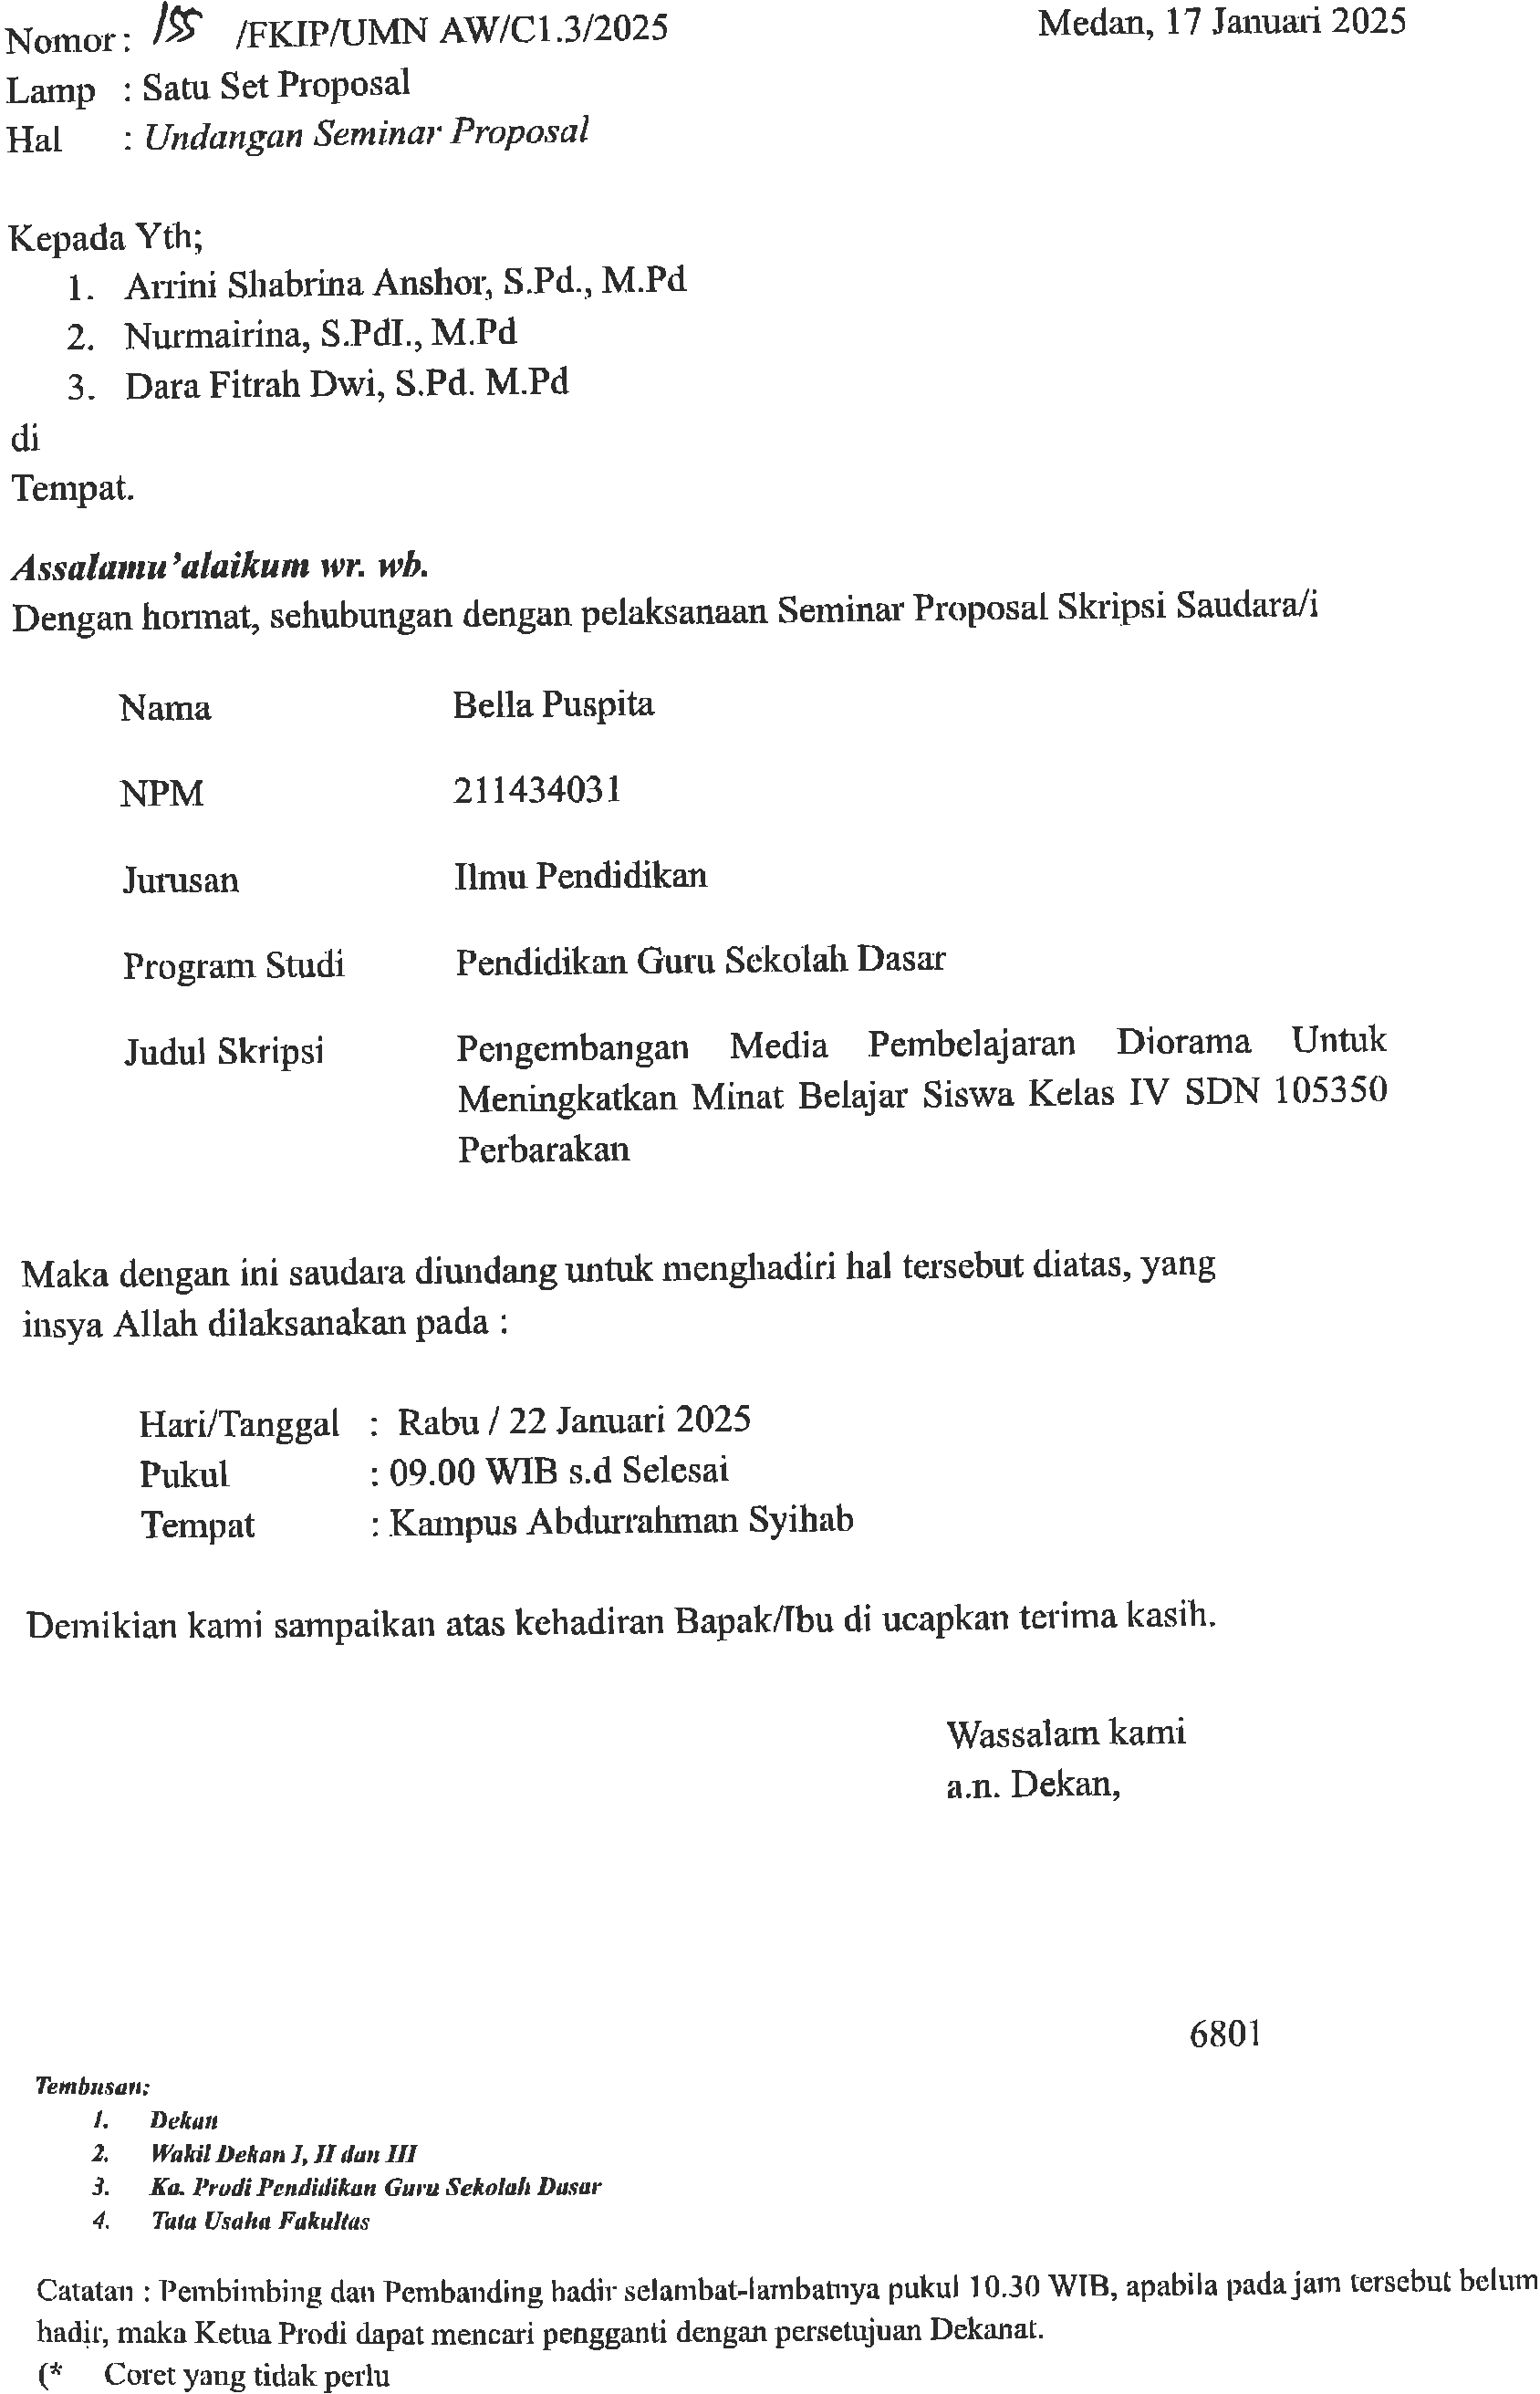 Nomor : 155 /FKIP/UMN AW/C1.3/2025 Medan, 17 Januari 2025
Lamp : Satu Set Proposal
Hal : Undangan Seminar Proposal
Kepada Yth;
1. Arrini Shabrina Anshor, S.Pd., M.Pd
2. Nurmairina, S.PdI., M.Pd
3. Dara Fitrah Dwi, S.Pd. M.Pd
di
Tempat.
Assalamu'alaikum wr. wb.
Dengan hormat, sehubungan dengan pelaksanaan Seminar Proposal Skripsi Saudara/i
Nama Bella Puspita
NPM 211434031
Jurusan Ilmu Pendidikan
Program Studi Pendidikan Guru Sekolah Dasar
Judul Skripsi Pengembangan Media Pembelajaran Diorama Untuk
Meningkatkan Minat Belajar Siswa Kelas IV SDN 105350
Perbarakan
Maka dengan ini saudara diundang untuk menghadiri hal tersebut diatas, yang
insya Allah dilaksanakan pada :
Hari/Tanggal : Rabu / 22 Januari 2025
Pukul : 09.00 WIB s.d Selesai
Tempat : Kampus Abdurrahman Syihab
Demikian kami sampaikan atas kehadiran Bapak/Ibu di ucapkan terima kasih.
Wassalam kami
a.n. Dekan,
6801
Tembusan:
1. Dekan
2. Wakil Dekan I, II dan III
3. Ka. Prodi Pendidikan Guru Sekolah Dasar
4. Tata Usaha Fakultas
Catatan : Pembimbing dan Pembanding hadir selambat-lambatnya pukul 10.30 WIB, apabila pada jam tersebut belum
hadir, maka Ketua Prodi dapat mencari pengganti dengan persetujuan Dekanat.
(* Coret yang tidak perlu